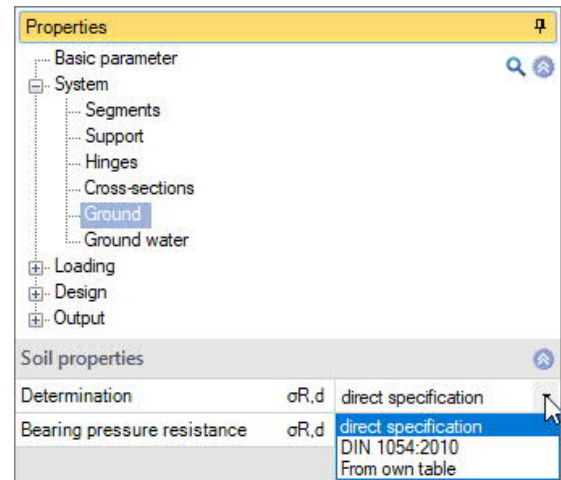 Properties
Basic parameter
System
Segments
Support
Hinges
Cross-sections
Ground
Ground water
Loading
Design
Output
Soil properties
Determination σR,d direct specification
Bearing pressure resistance σR,d direct specification
DIN 1054:2010
From own table